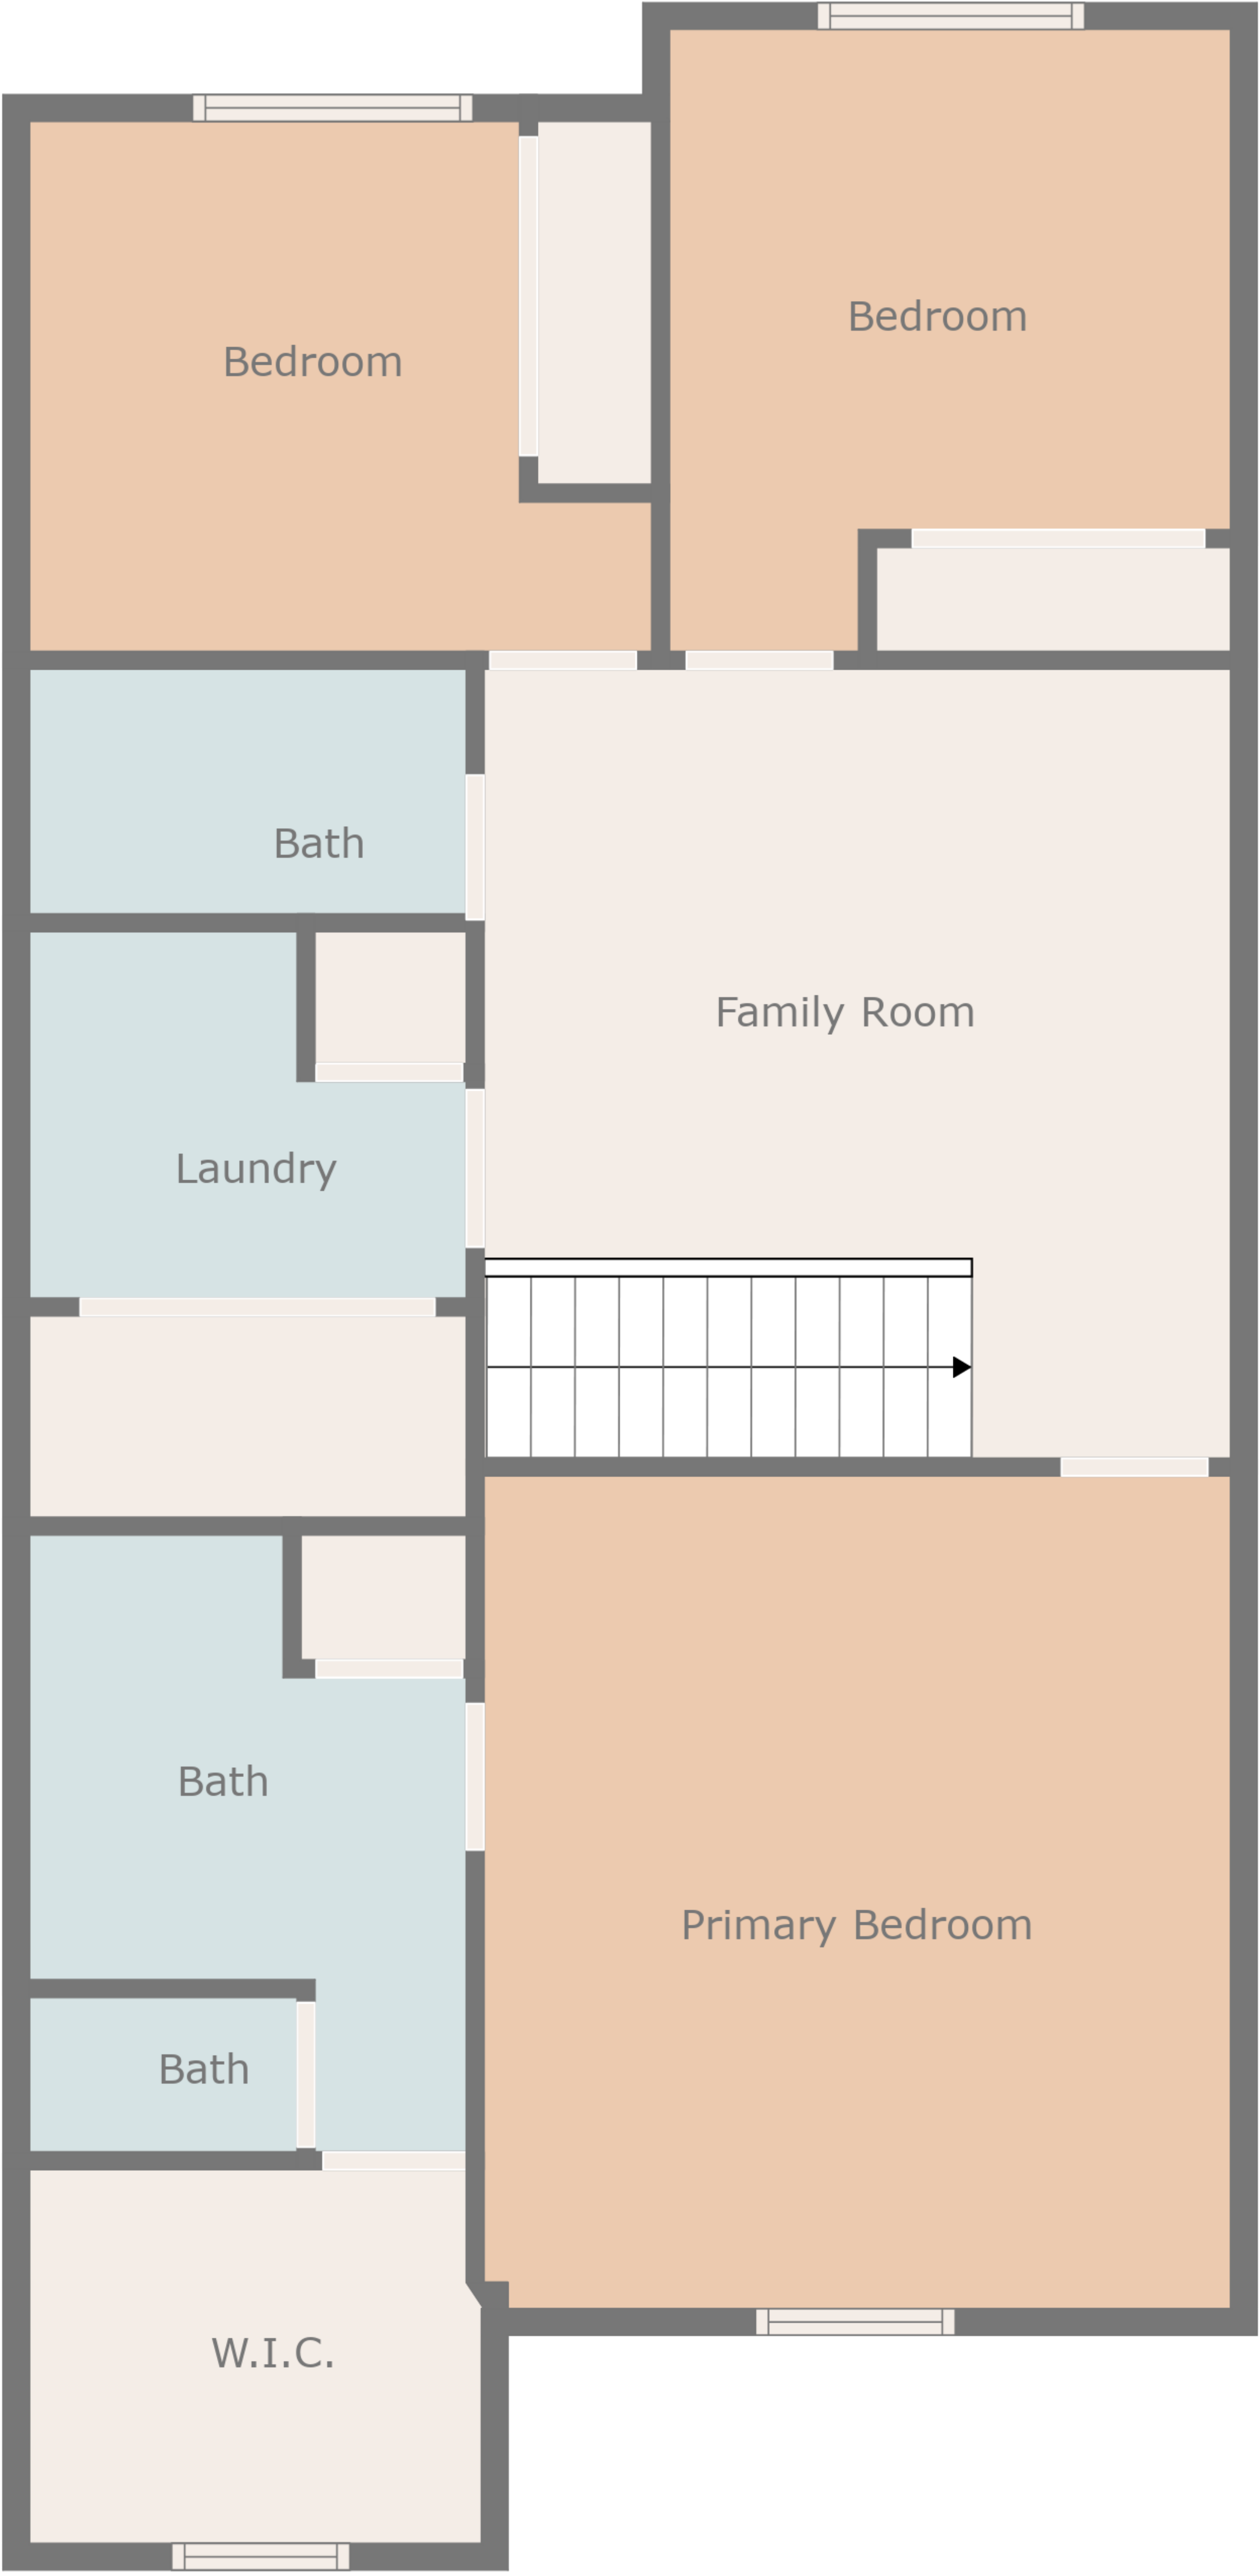 Bedroom
Bedroom
Bath
Family Room
Laundry
Bath
Primary Bedroom
Bath
W.I.C.